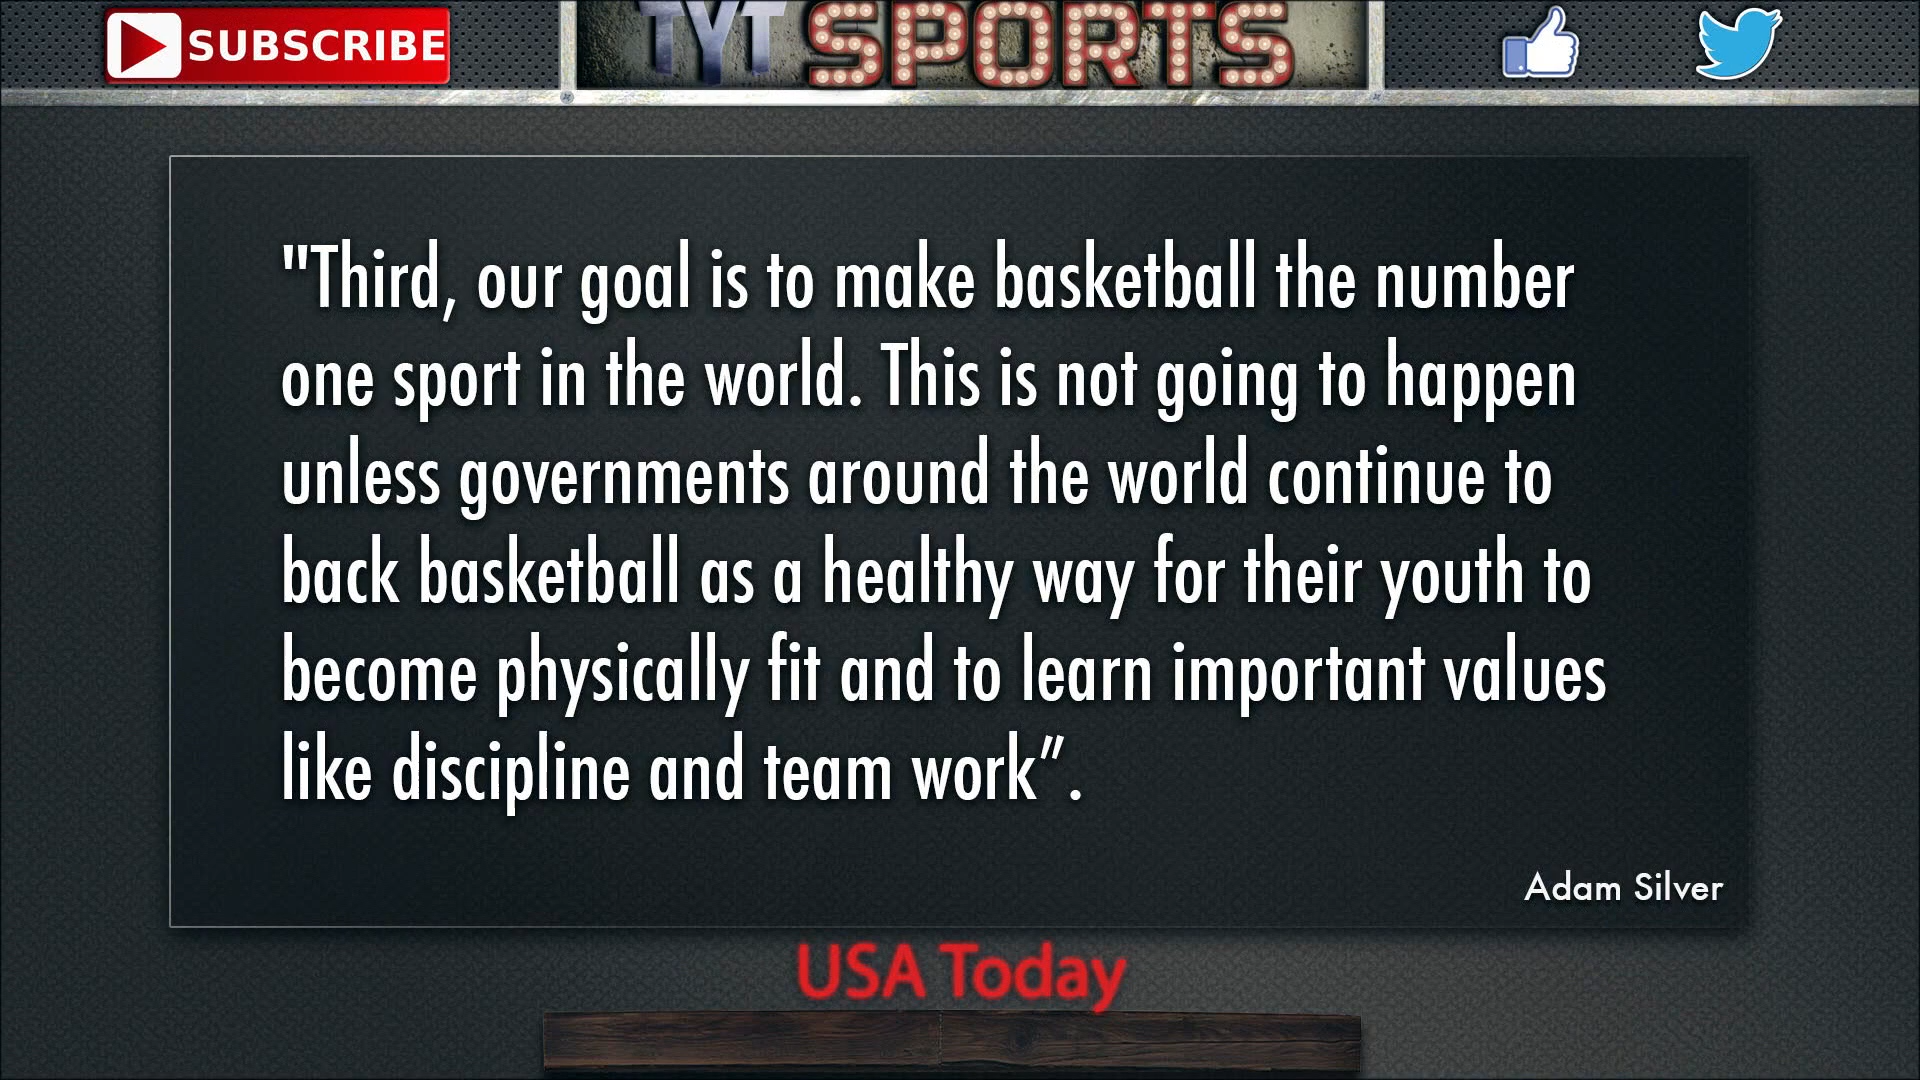 SUBSCRIBE
TYT SPORTS
"Third, our goal is to make basketball the number
one sport in the world. This is not going to happen
unless governments around the world continue to
back basketball as a healthy way for their youth to
become physically fit and to learn important values
like discipline and team work”.
Adam Silver
USA Today